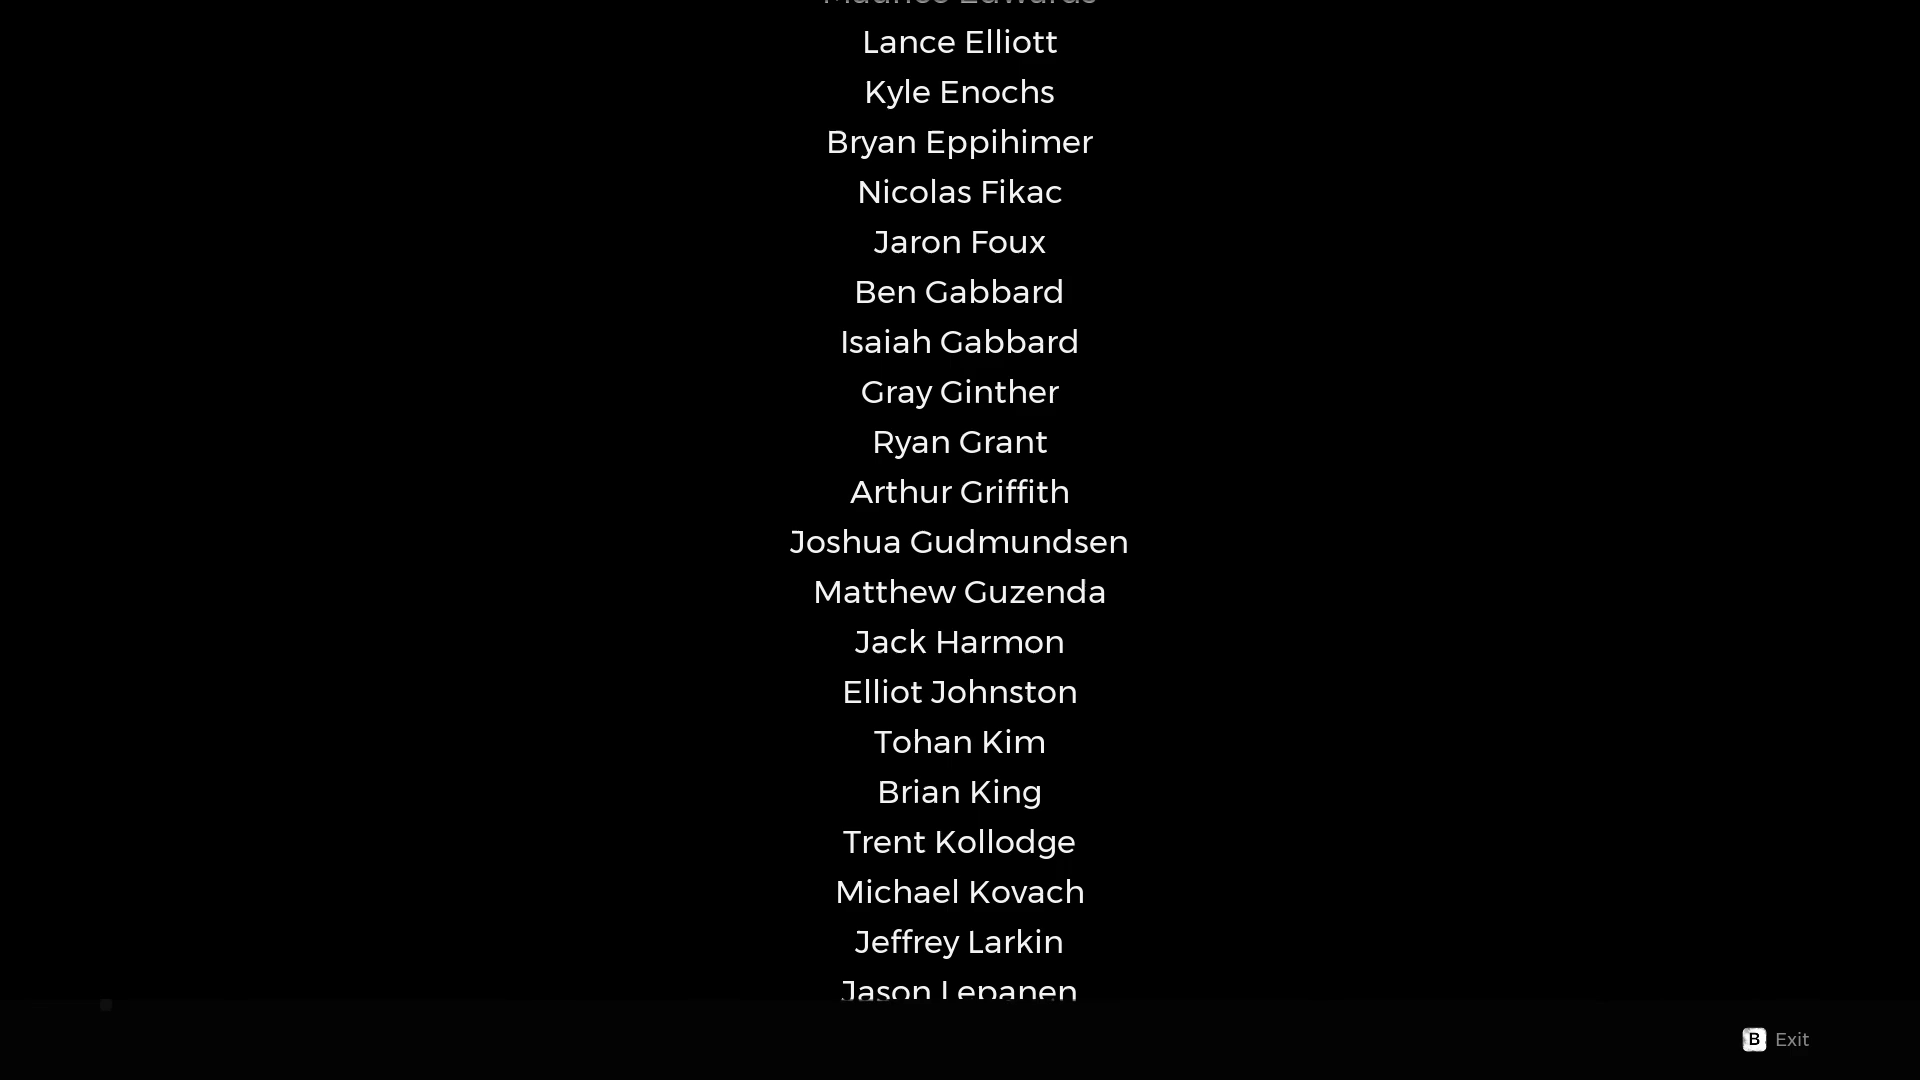 Maurice Edwards
Lance Elliott
Kyle Enochs
Bryan Eppihimer
Nicolas Fikac
Jaron Foux
Ben Gabbard
Isaiah Gabbard
Gray Ginther
Ryan Grant
Arthur Griffith
Joshua Gudmundsen
Matthew Guzenda
Jack Harmon
Elliot Johnston
Tohan Kim
Brian King
Trent Kollodge
Michael Kovach
Jeffrey Larkin
Jason Lepanen
B Exit